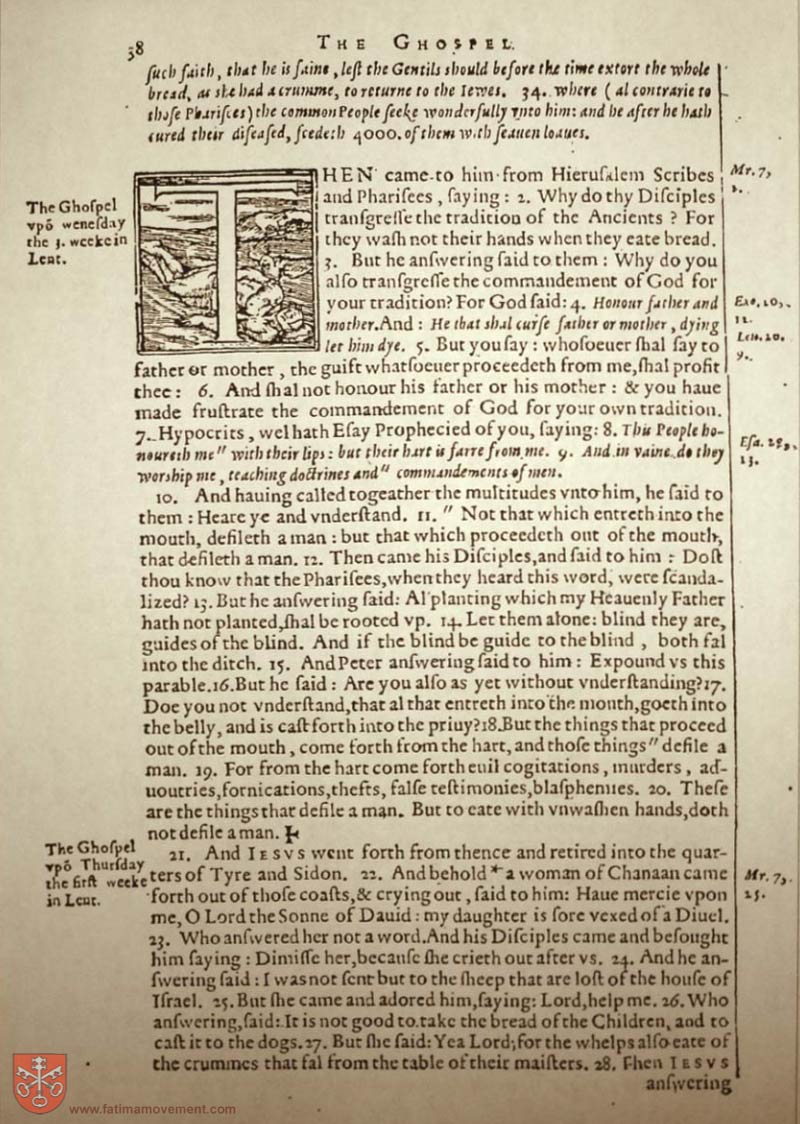 38
THE GHOSPEL.
ſuch faith, that he is faine, leſt the Gentils should before the time extort the whole
bread, as she had a crumme, to returne to the Iewes. 34. where (al contrarie to
thoſe Phariſees) the common People ſeeke wonderfully vnto him: and he after he hath
cured their diſeaſed, feedeth 4000. of them with ſeauen loaues.
The Ghoſpel
vpō weneſday
the 3. weeke in
Lent.
THEN came to him from Hieruſalem Scribes
and Phariſees, ſaying: 2. Why do thy Diſciples
tranſgreſſe the tradition of the Ancients? For
they waſh not their hands when they eate bread.
3. But he anſwering ſaid to them: Why do you
alſo tranſgreſſe the commandement of God for
your tradition? For God ſaid: 4. Honour father and
mother. And: He that shal curſe father or mother, dying
let him dye. 5. But you ſay: whoſoeuer ſhal ſay to
father or mother, the guift whatſoeuer proceedeth from me, ſhal profit
thee: 6. And ſhal not honour his father or his mother: & you haue
made fruſtrate the commandement of God for your own tradition.
7. Hypocrits, wel hath Eſay Prophecied of you, ſaying: 8. This People ho-
noureth me" with their lips: but their hart is farre from me. 9. And in vaine do they
worship me, teaching doctrines and" commandements of men.
Mr. 7,
1.
Exo. 20,
12.
Leu. 20.
9.
Eſa. 29,
13.
10. And hauing called togeather the multitudes vnto him, he ſaid to
them: Heare ye and vnderſtand. 11. " Not that which entreth into the
mouth, defileth a man: but that which proceedeth out of the mouth,
that defileth a man. 12. Then came his Diſciples, and ſaid to him: Doſt
thou know that the Phariſees, when they heard this word, were ſcanda-
lized? 13. But he anſwering ſaid: Al planting which my Heauenly Father
hath not planted, ſhal be rooted vp. 14. Let them alone: blind they are,
guides of the blind. And if the blind be guide to the blind, both fal
into the ditch. 15. And Peter anſwering ſaid to him: Expound vs this
parable. 16. But he ſaid: Are you alſo as yet without vnderſtanding? 17.
Doe you not vnderſtand, that al that entreth into the mouth, goeth into
the belly, and is caſt forth into the priuy? 18. But the things that proceed
out of the mouth, come forth from the hart, and thoſe things" defile a
man. 19. For from the hart come forth euil cogitations, murders, ad-
uoutries, fornications, thefts, falſe teſtimonies, blaſphemies. 20. Theſe
are the things that defile a man. But to eate with vnwaſhen hands, doth
not defile a man.
The Ghoſpel
vpō Thurſday
the firſt weeke
in Lent.
21. And IESVS went forth from thence and retired into the quar-
ters of Tyre and Sidon. 22. And behold * a woman of Chanaan came
forth out of thoſe coaſts, & crying out, ſaid to him: Haue mercie vpon
me, O Lord the Sonne of Dauid: my daughter is ſore vexed of a Diuel.
23. Who anſwered her not a word. And his Diſciples came and beſought
him ſaying: Dimiſſe her, becauſe ſhe crieth out after vs. 24. And he an-
ſwering ſaid: I was not ſent but to the ſheep that are loſt of the houſe of
Iſrael. 25. But ſhe came and adored him, ſaying: Lord, help me. 26. Who
anſwering, ſaid: It is not good to take the bread of the Children, and to
caſt it to the dogs. 27. But ſhe ſaid: Yea Lord; for the whelps alſo eate of
the crummes that fal from the table of their maiſters. 28. Then IESVS
anſwering
Mr. 7,
25.
www.fatimamovement.com